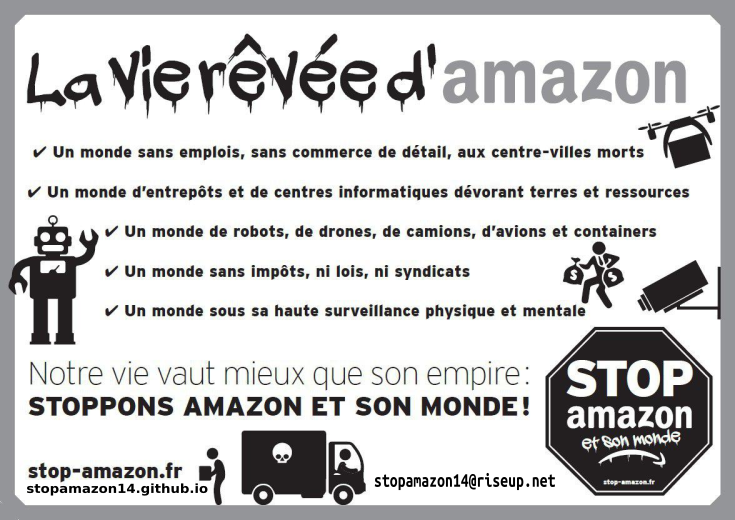 La vie rêvée d'amazon
✔ Un monde sans emplois, sans commerce de détail, aux centre-villes morts
✔ Un monde d'entrepôts et de centres informatiques dévorant terres et ressources
✔ Un monde de robots, de drones, de camions, d'avions et containers
✔ Un monde sans impôts, ni lois, ni syndicats
✔ Un monde sous sa haute surveillance physique et mentale
Notre vie vaut mieux que son empire :
STOPPONS AMAZON ET SON MONDE !
STOP
amazon
et son monde
stop-amazon.fr
stop-amazon.fr
stopamazon14.github.io
stopamazon14@riseup.net